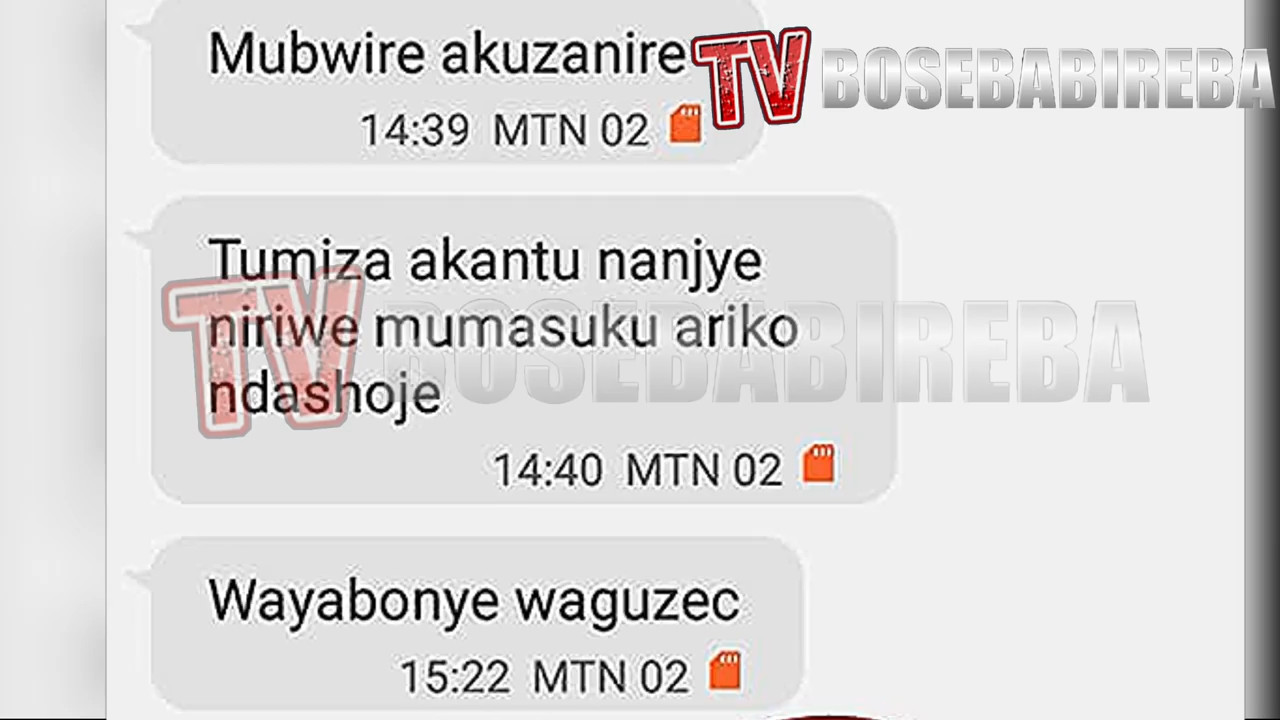 Mubwire akuzanire
TV BOSEBABIREBA
14:39 MTN 02
Tumiza akantu nanjye
niriwe mumasuku ariko
ndashoje
TV BOSEBABIREBA
14:40 MTN 02
Wayabonye waguzec
15:22 MTN 02